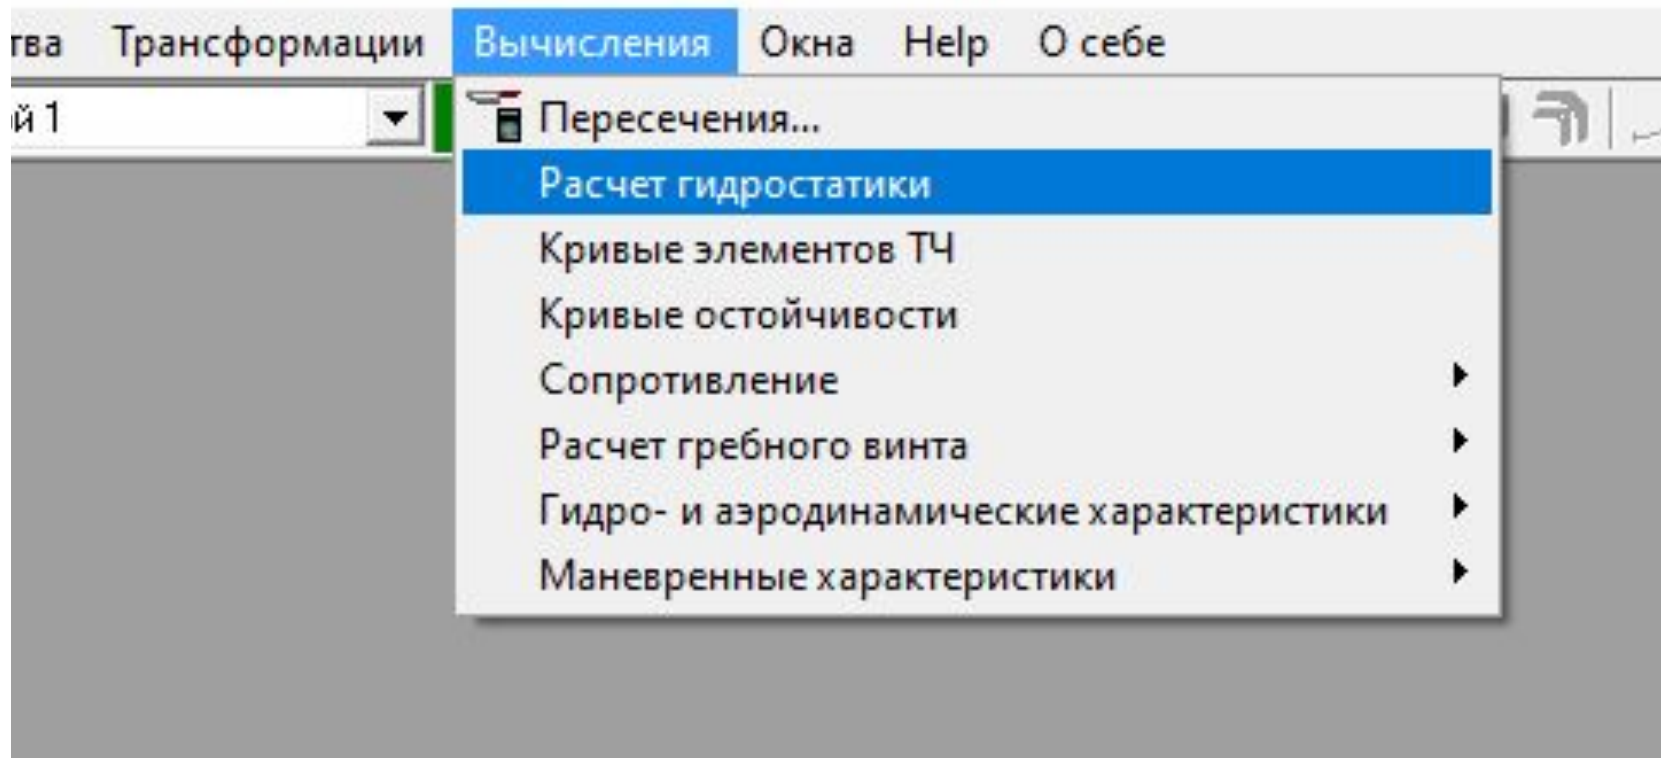 тва Трансформации Вычисления Окна Help О себе
ой 1
Пересечения...
Расчет гидростатики
Кривые элементов ТЧ
Кривые остойчивости
Сопротивление
Расчет гребного винта
Гидро- и аэродинамические характеристики
Маневренные характеристики